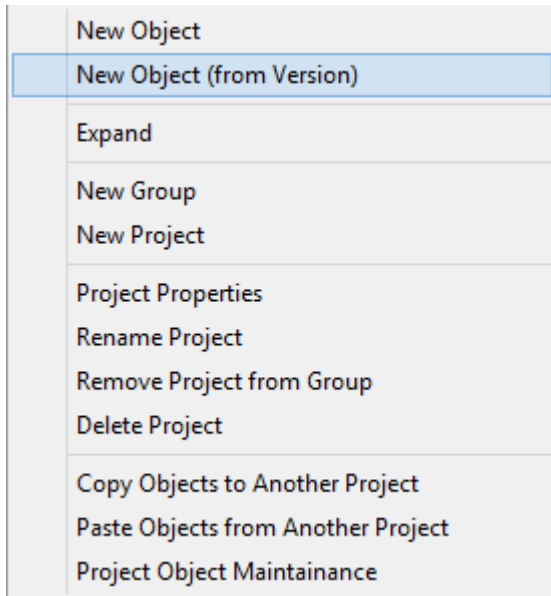 New Object
New Object (from Version)
Expand
New Group
New Project
Project Properties
Rename Project
Remove Project from Group
Delete Project
Copy Objects to Another Project
Paste Objects from Another Project
Project Object Maintainance